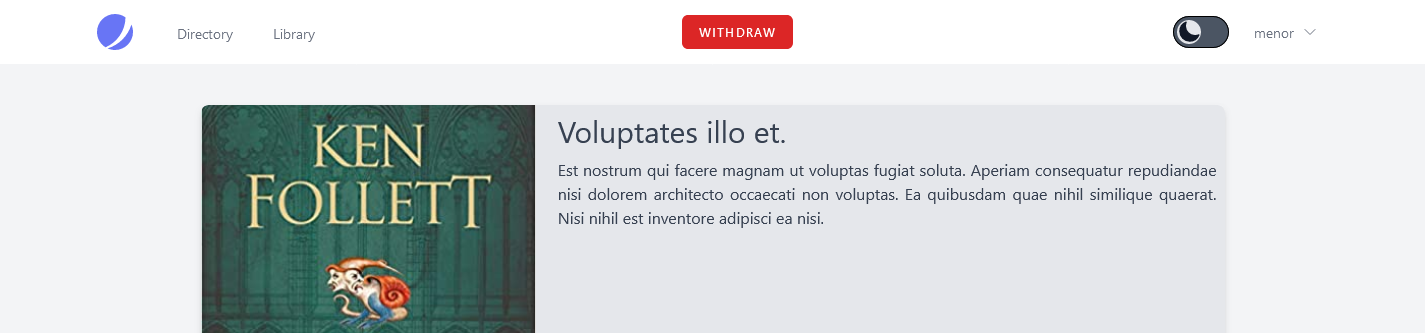 Directory Library WITHDRAW menor
KEN
FOLLETT
Voluptates illo et.
Est nostrum qui facere magnam ut voluptas fugiat soluta. Aperiam consequatur repudiandae
nisi dolorem architecto occaecati non voluptas. Ea quibusdam quae nihil similique quaerat.
Nisi nihil est inventore adipisci ea nisi.